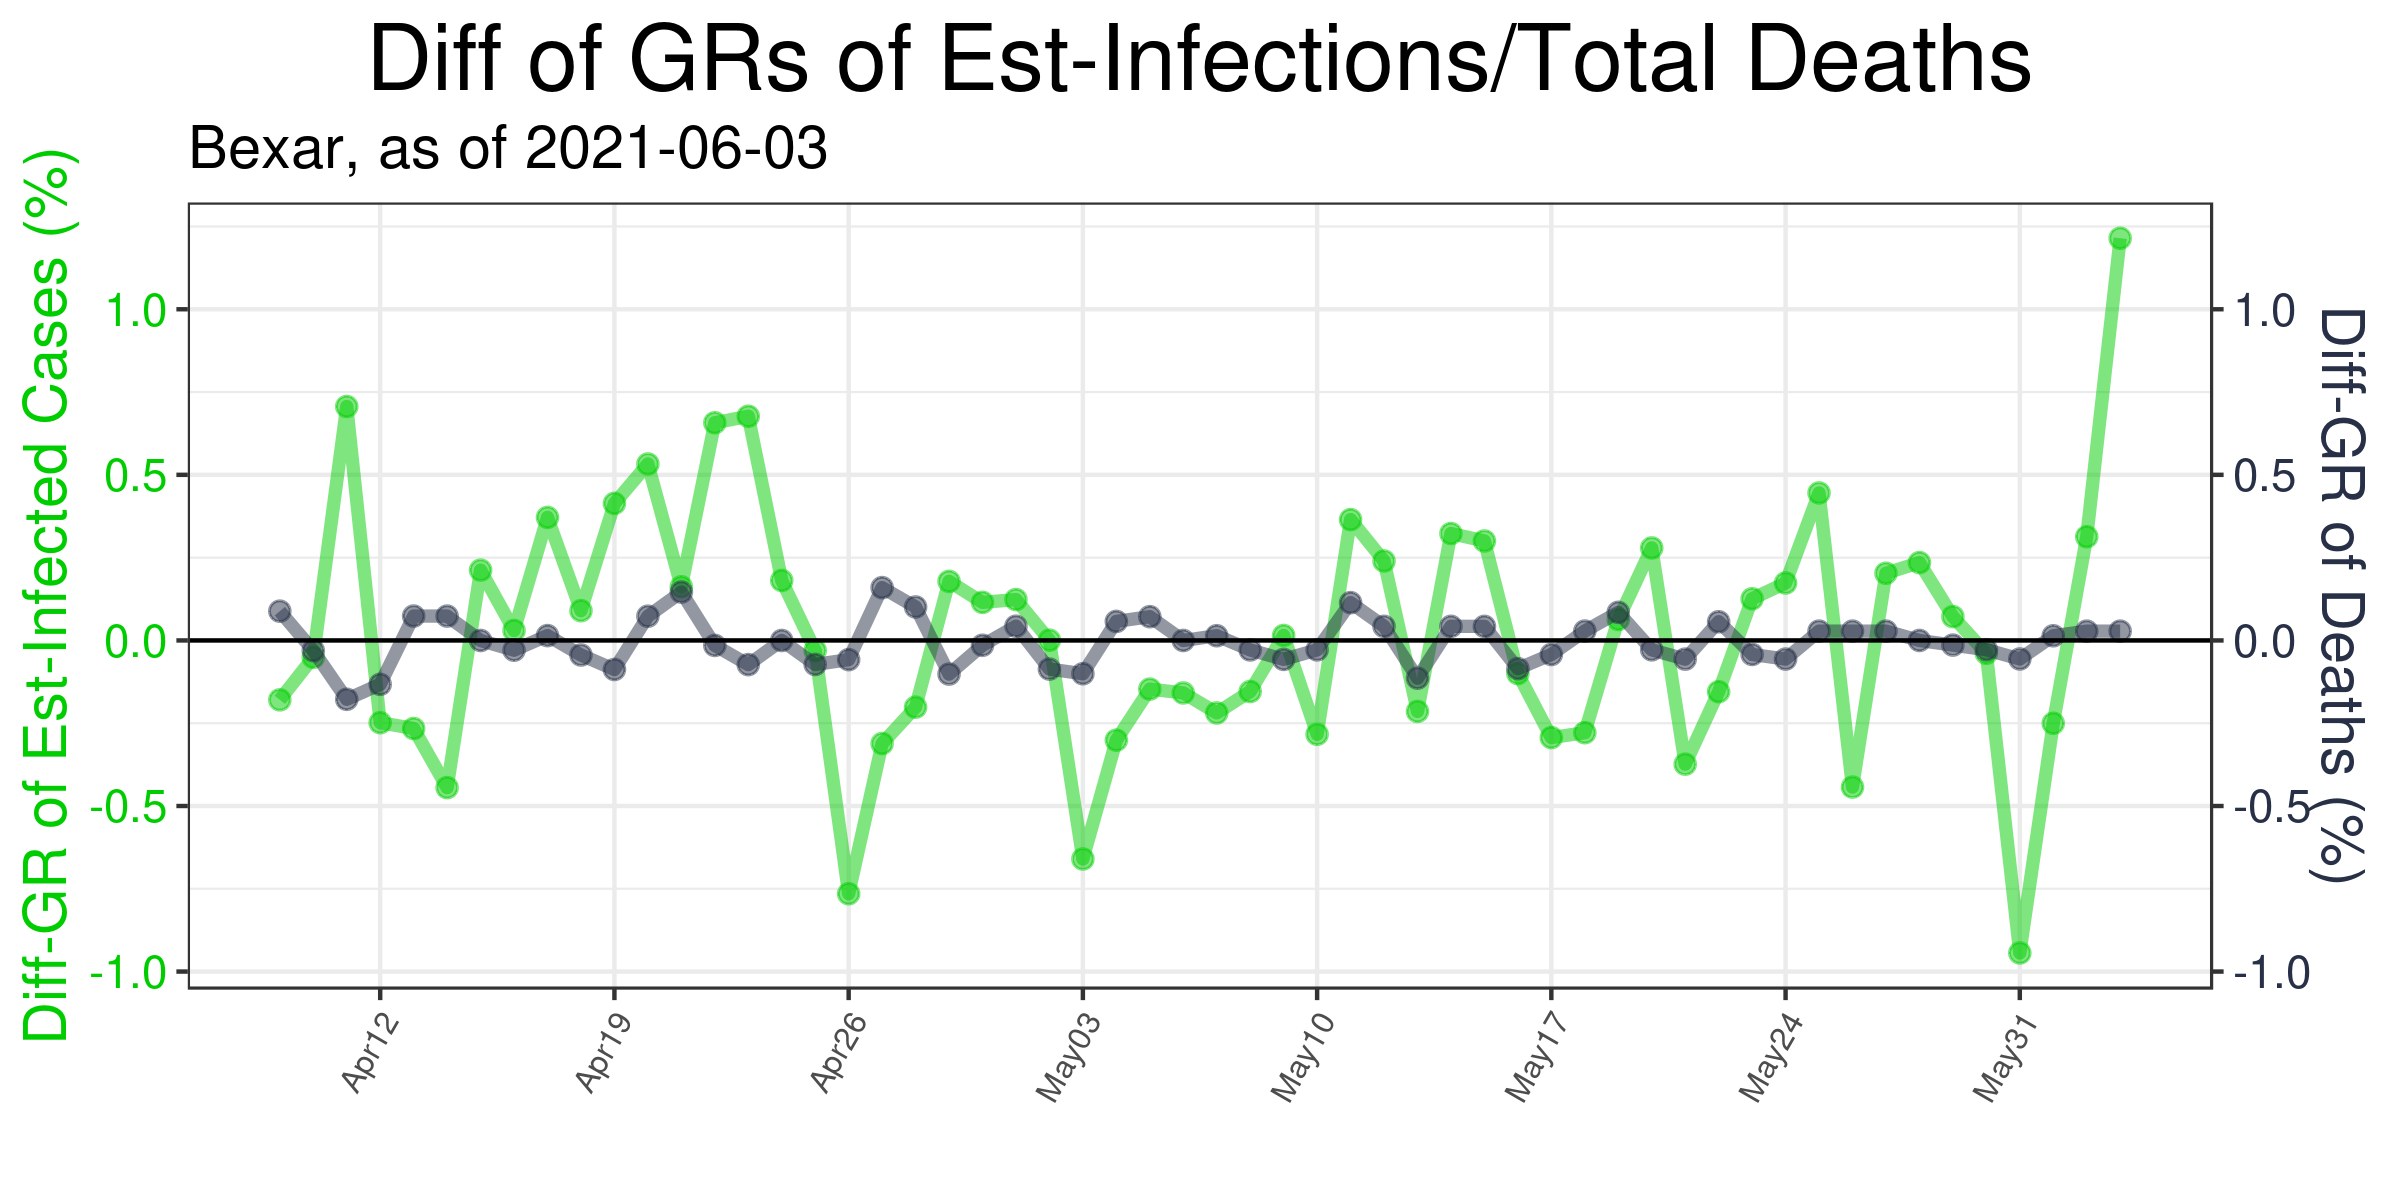 Diff of GRs of Est-Infections/Total Deaths
Bexar, as of 2021-06-03
Diff-GR of Est-Infected Cases (%)
1.0
0.5
0.0
-0.5
-1.0
1.0
0.5
0.0
-0.5
-1.0
Diff-GR of Deaths (%)
Apr12
Apr19
Apr26
May03
May10
May17
May24
May31